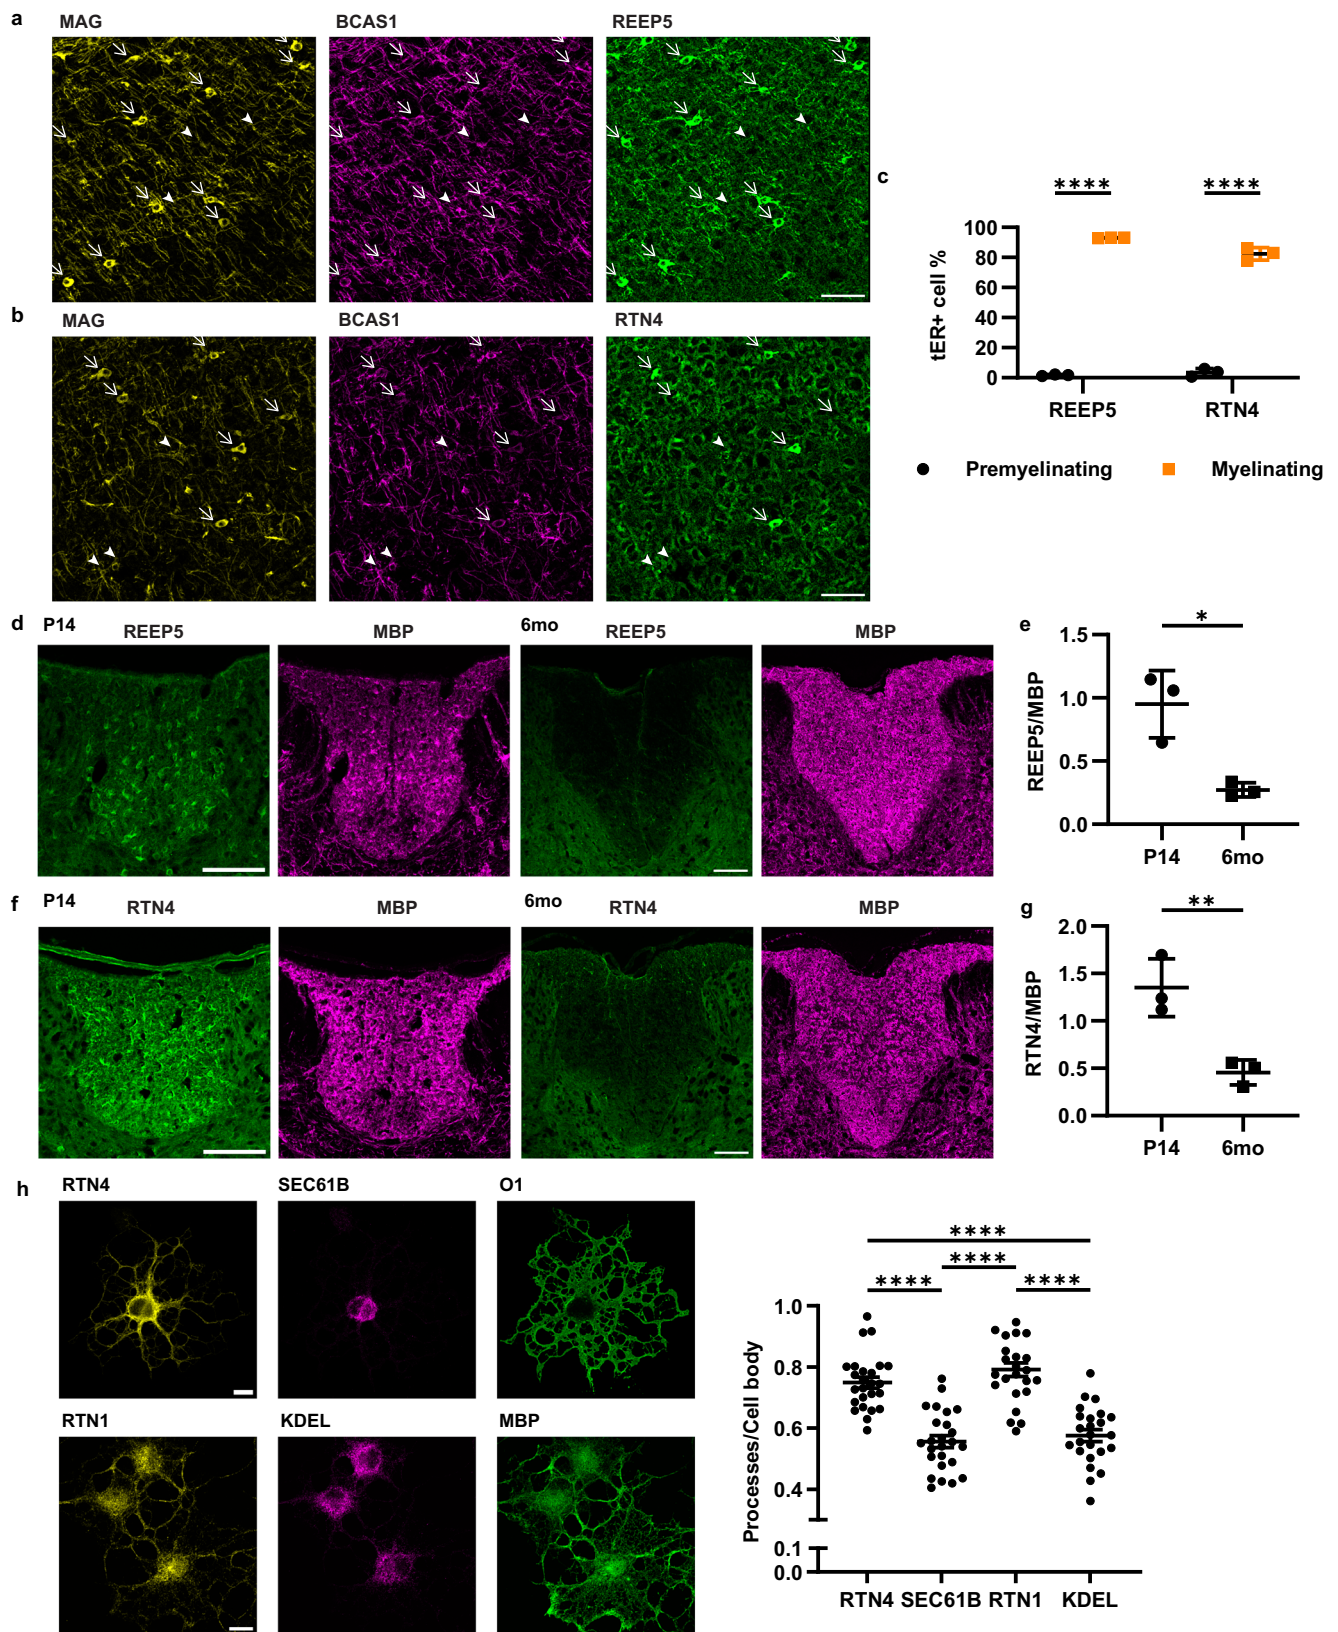 a
MAG BCAS1 REEP5
b
MAG BCAS1 RTN4
c
****
****
tER+ cell %
100
80
60
40
20
0
REEP5 RTN4
Premyelinating Myelinating
d
P14 REEP5 MBP 6mo REEP5 MBP
e
*
REEP5/MBP
1.5
1.0
0.5
0.0
P14 6mo
f
P14 RTN4 MBP 6mo RTN4 MBP
g
**
RTN4/MBP
2.0
1.5
1.0
0.5
0.0
P14 6mo
h
RTN4 SEC61B O1
RTN1 KDEL MBP
****
****
**** ****
Processes/Cell body
1.0
0.8
0.6
0.4
0.1
0.0
RTN4 SEC61B RTN1 KDEL